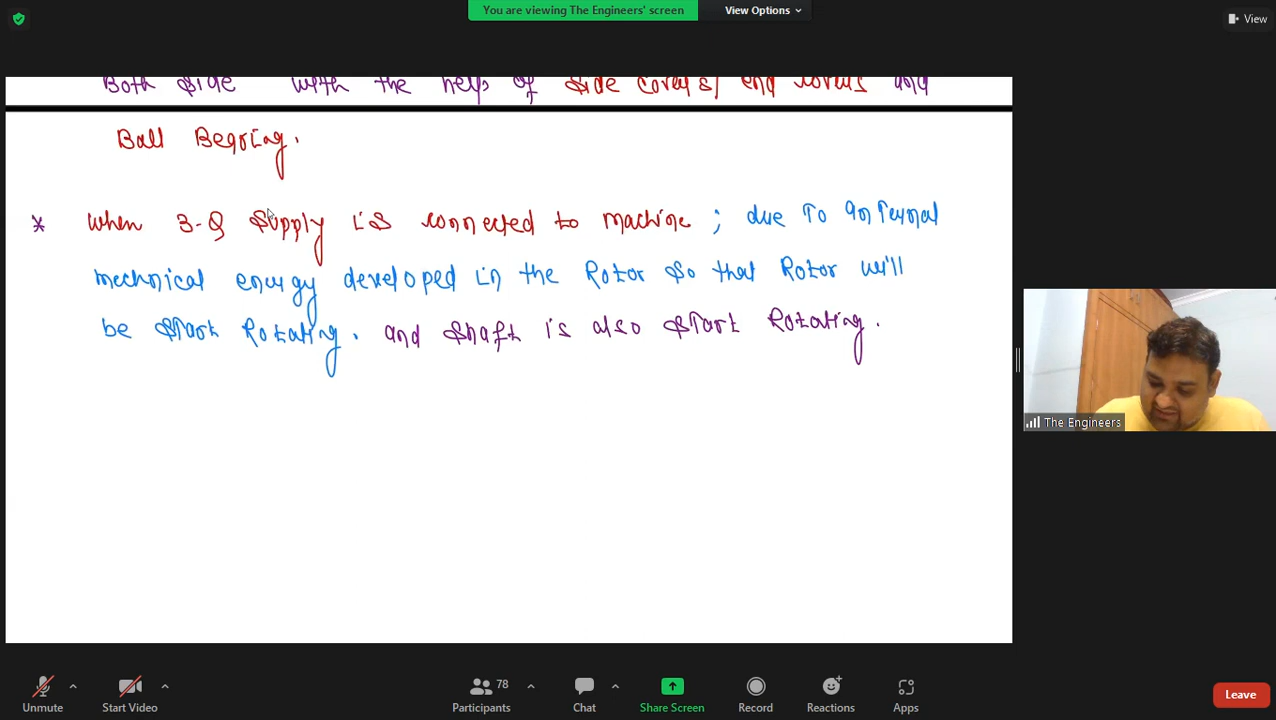 You are viewing The Engineers' screen
View Options
View
Both side with the help of side covers/ end covers and
Ball Bearing.
* when 3-Q supply is connected to machine ; due to internal
mechnical energy developed in the Rotor so that Rotor will
be start Rotating. and shaft is also start Rotating.
The Engineers
78
Unmute
Start Video
Participants
Chat
Share Screen
Record
Reactions
Apps
Leave